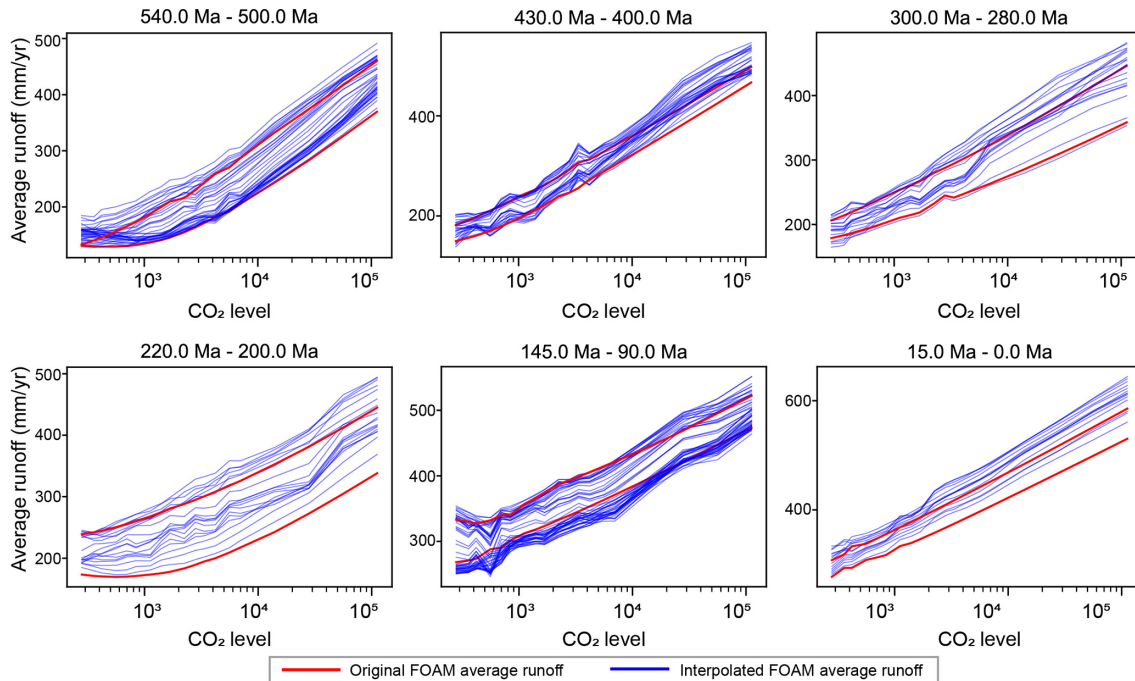 540.0 Ma - 500.0 Ma
430.0 Ma - 400.0 Ma
300.0 Ma - 280.0 Ma
Average runoff (mm/yr)
500
400
300
200
10³
10⁴
10⁵
CO₂ level
400
200
10³
10⁴
10⁵
CO₂ level
400
300
200
10³
10⁴
10⁵
CO₂ level
220.0 Ma - 200.0 Ma
145.0 Ma - 90.0 Ma
15.0 Ma - 0.0 Ma
Average runoff (mm/yr)
500
400
300
200
10³
10⁴
10⁵
CO₂ level
500
400
300
10³
10⁴
10⁵
CO₂ level
600
400
10³
10⁴
10⁵
CO₂ level
Original FOAM average runoff
Interpolated FOAM average runoff